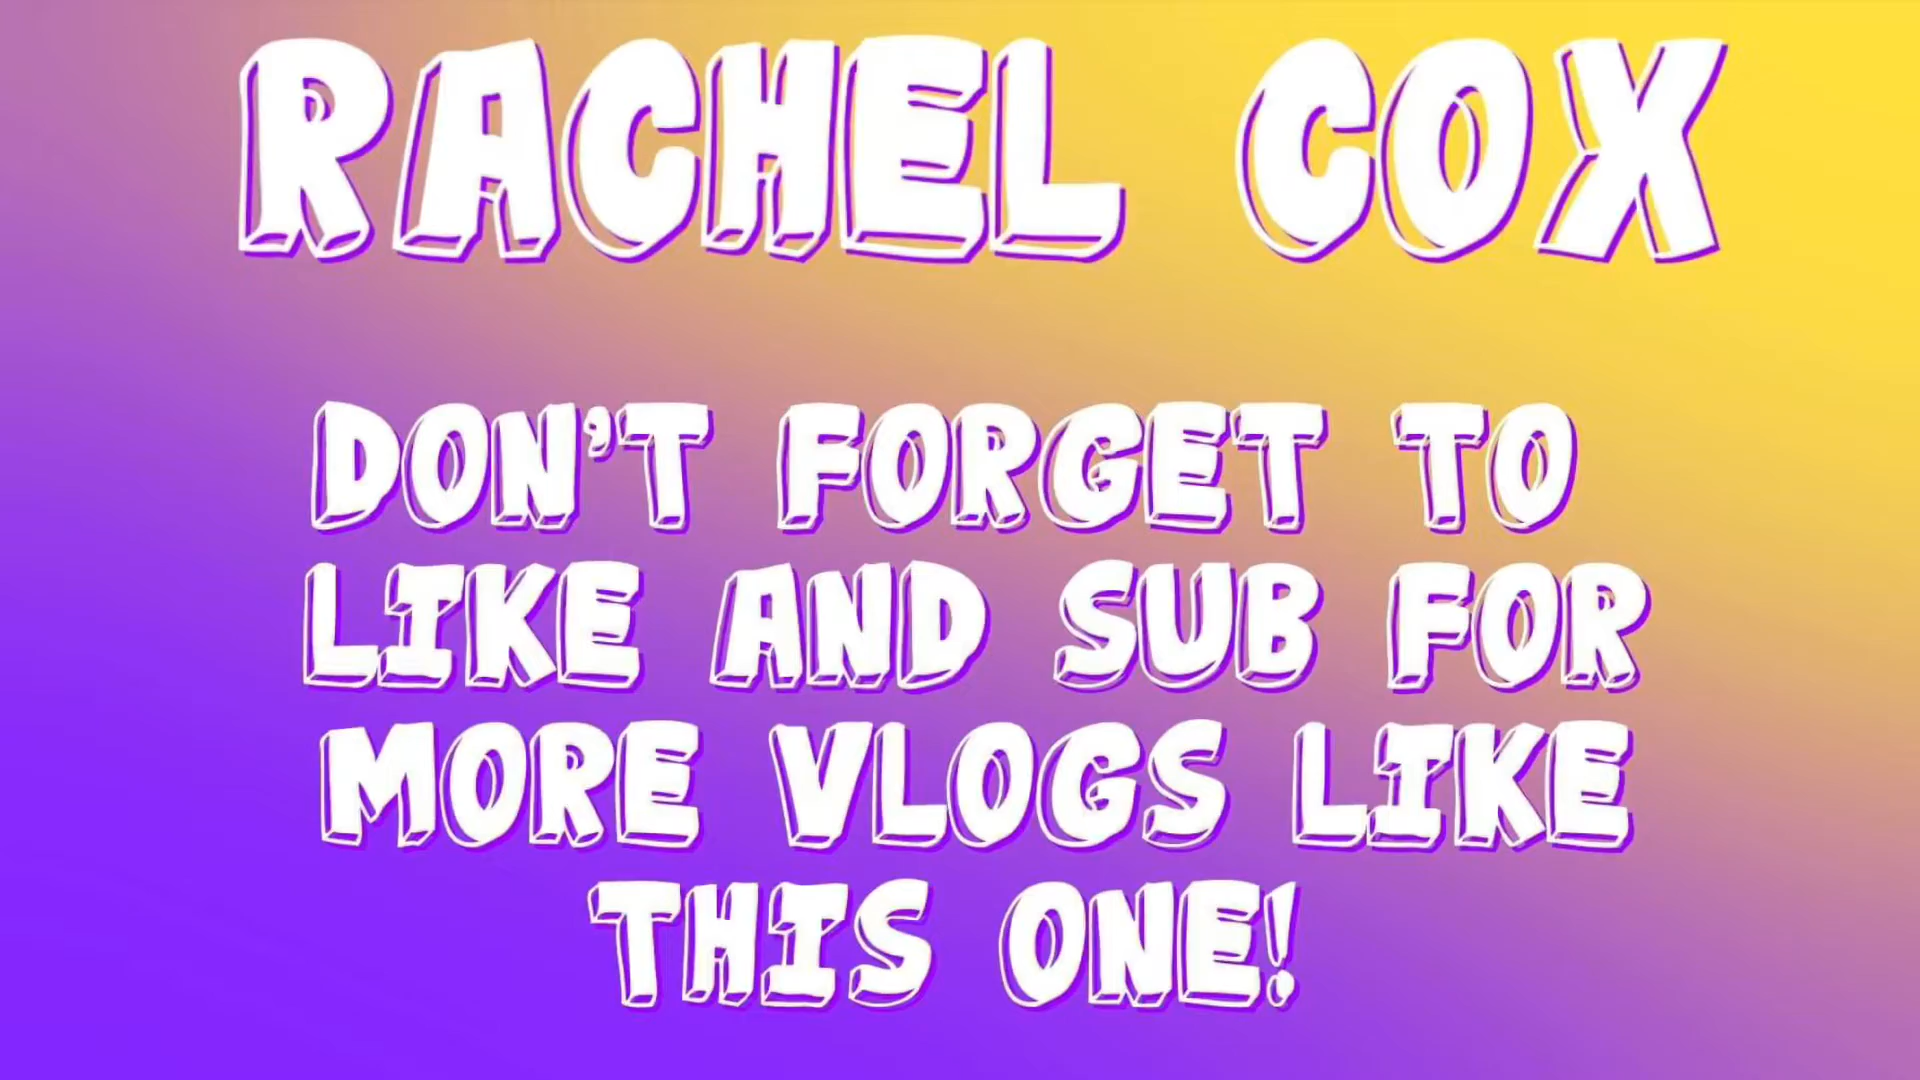 RACHEL COX
DON'T FORGET TO
LIKE AND SUB FOR
MORE VLOGS LIKE
THIS ONE!